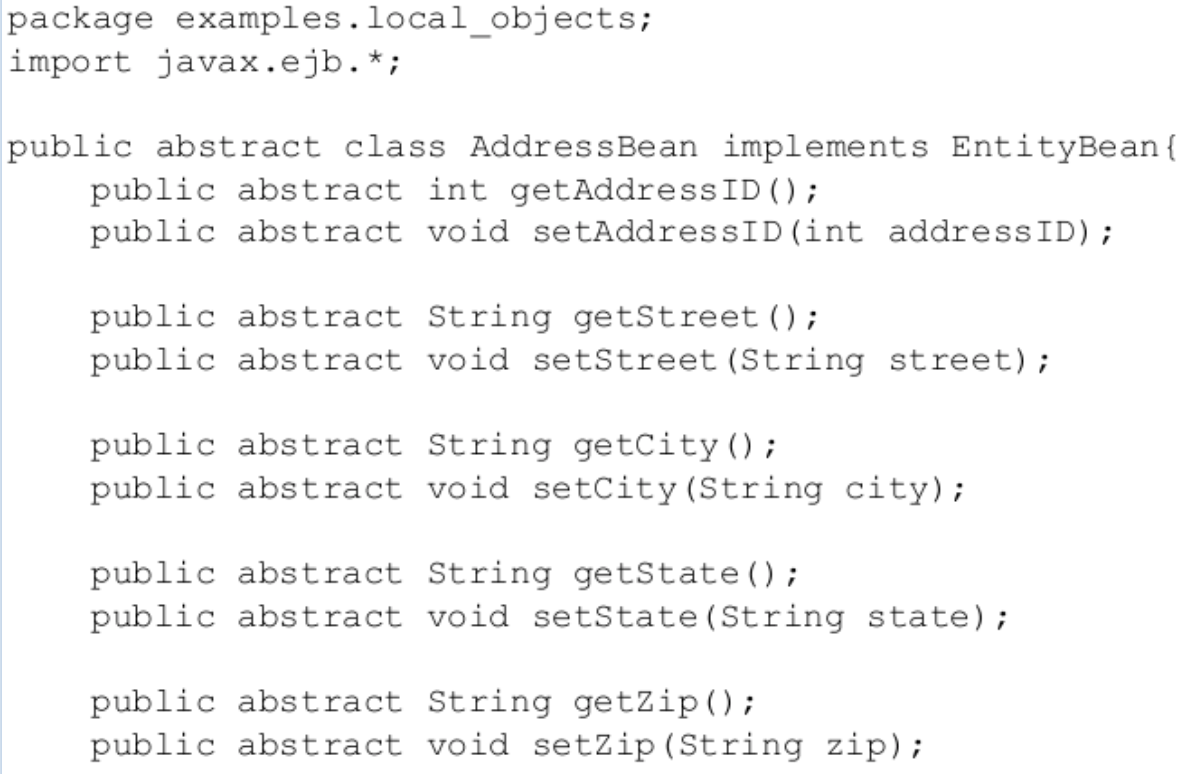 package examples.local_objects;
import javax.ejb.*;
public abstract class AddressBean implements EntityBean{
public abstract int getAddressID();
public abstract void setAddressID(int addressID);
public abstract String getStreet();
public abstract void setStreet(String street);
public abstract String getCity();
public abstract void setCity(String city);
public abstract String getState();
public abstract void setState(String state);
public abstract String getZip();
public abstract void setZip(String zip);